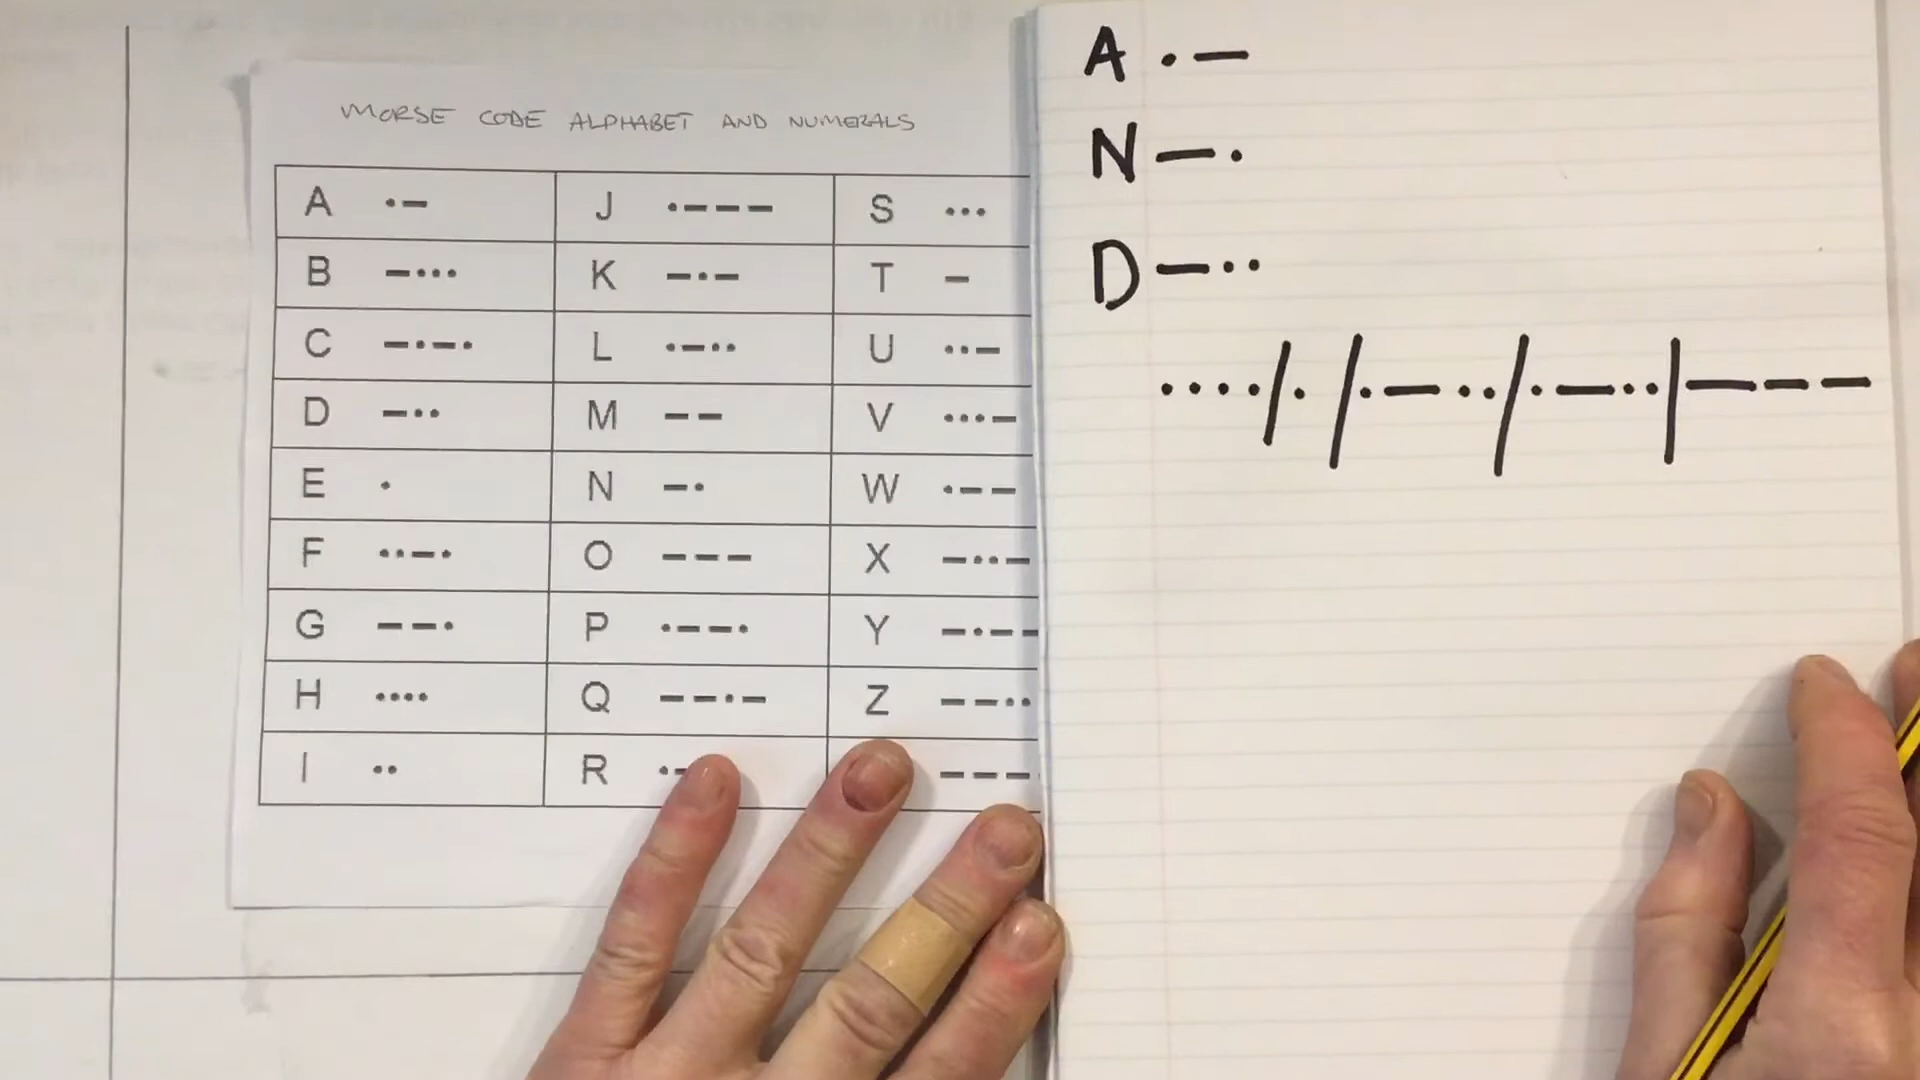 MORSE CODE ALPHABET AND NUMERALS
A •– J •––– S •••
B –••• K –•– T –
C –•–• L •–•• U ••–
D –•• M –– V •••–
E • N –• W •––
F ••–• O ––– X –••–
G ––• P •––• Y –•––
H •••• Q ––•– Z ––••
I •• R
A •–
N –•
D –••
••••/•/•–••/•–••|–––